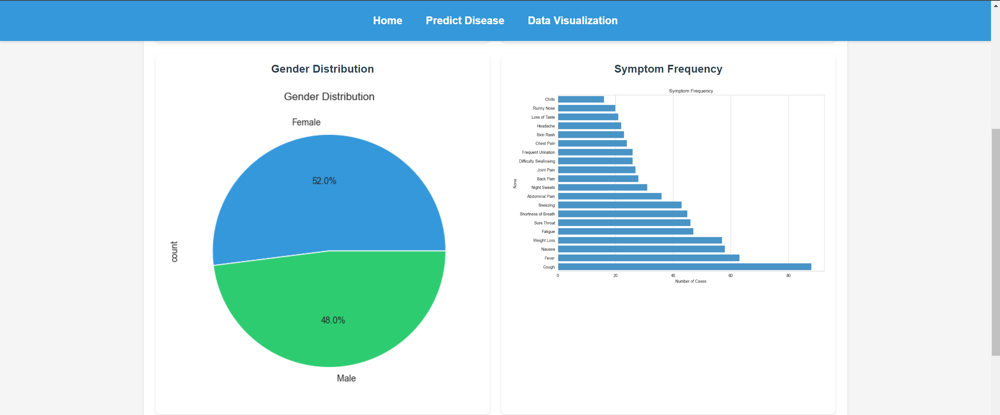 Home Predict Disease Data Visualization
Gender Distribution
Gender Distribution
Female
52.0%
count
48.0%
Male
Symptom Frequency
Symptom Frequency
Chills
Runny Nose
Loss of Taste
Headache
Skin Rash
Chest Pain
Frequent Urination
Difficulty Swallowing
Joint Pain
Back Pain
None
Night Sweats
Abdominal Pain
Sneezing
Shortness of Breath
Sore Throat
Fatigue
Weight Loss
Nausea
Fever
Cough
0 20 40 60 80
Number of Cases